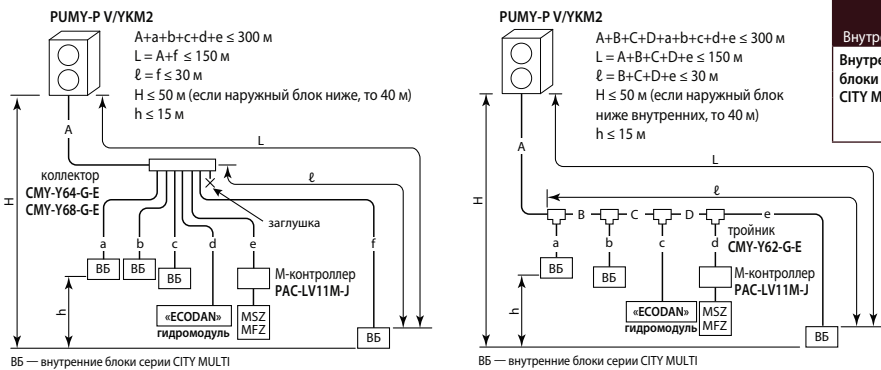 PUMY-P V/YKM2
A+a+b+c+d+e ≤ 300 м
L = A+f ≤ 150 м
ℓ = f ≤ 30 м
H ≤ 50 м (если наружный блок ниже, то 40 м)
h ≤ 15 м
A
L
H
коллектор
CMY-Y64-G-E
CMY-Y68-G-E
ℓ
заглушка
a
b
c
d
e
f
ВБ
ВБ
ВБ
М-контроллер
PAC-LV11M-J
h
«ECODAN»
гидромодуль
MSZ
MFZ
ВБ
ВБ — внутренние блоки серии CITY MULTI
PUMY-P V/YKM2
A+B+C+D+a+b+c+d+e ≤ 300 м
L = A+B+C+D+e ≤ 150 м
ℓ = B+C+D+e ≤ 30 м
H ≤ 50 м (если наружный блок
ниже внутренних, то 40 м)
h ≤ 15 м
A
L
H
ℓ
B
C
D
e
тройник
CMY-Y62-G-E
a
b
c
d
ВБ
ВБ
М-контроллер
PAC-LV11M-J
h
«ECODAN»
гидромодуль
MSZ
MFZ
ВБ
ВБ — внутренние блоки серии CITY MULTI
Внутре
Внутре
блоки
CITY M